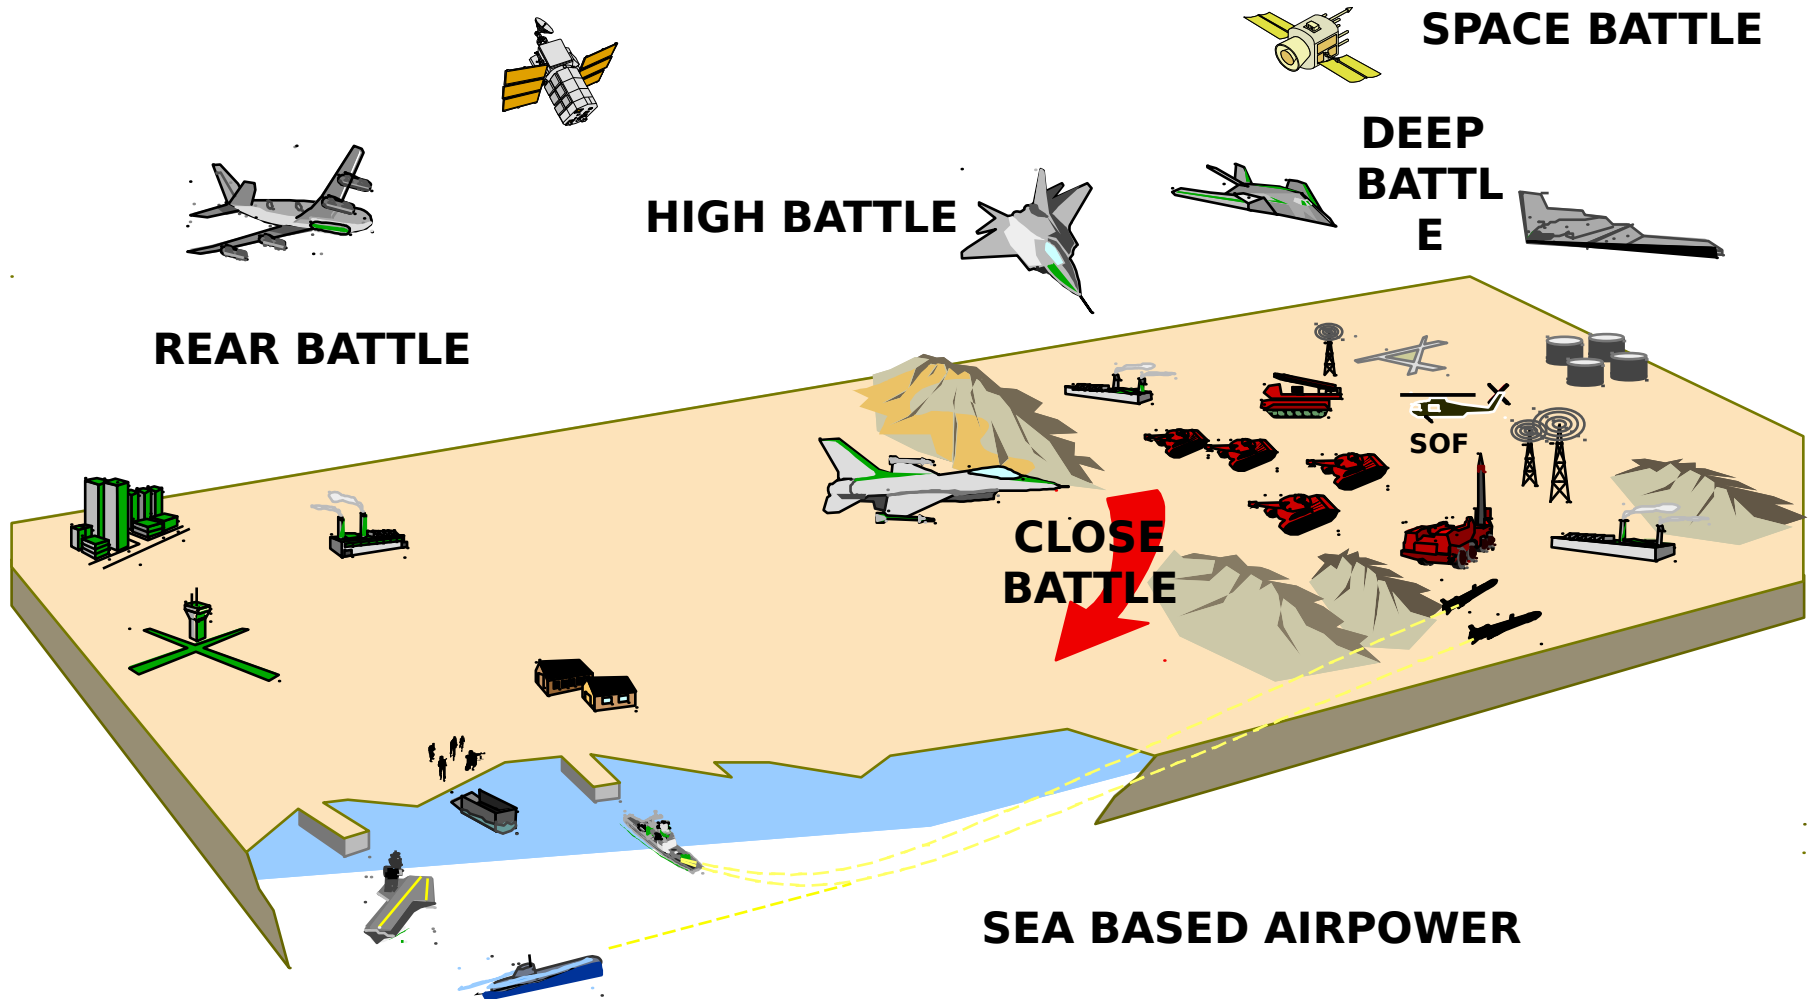 SPACE BATTLE
DEEP
BATTL
E
HIGH BATTLE
REAR BATTLE
SOF
CLOSE
BATTLE
SEA BASED AIRPOWER